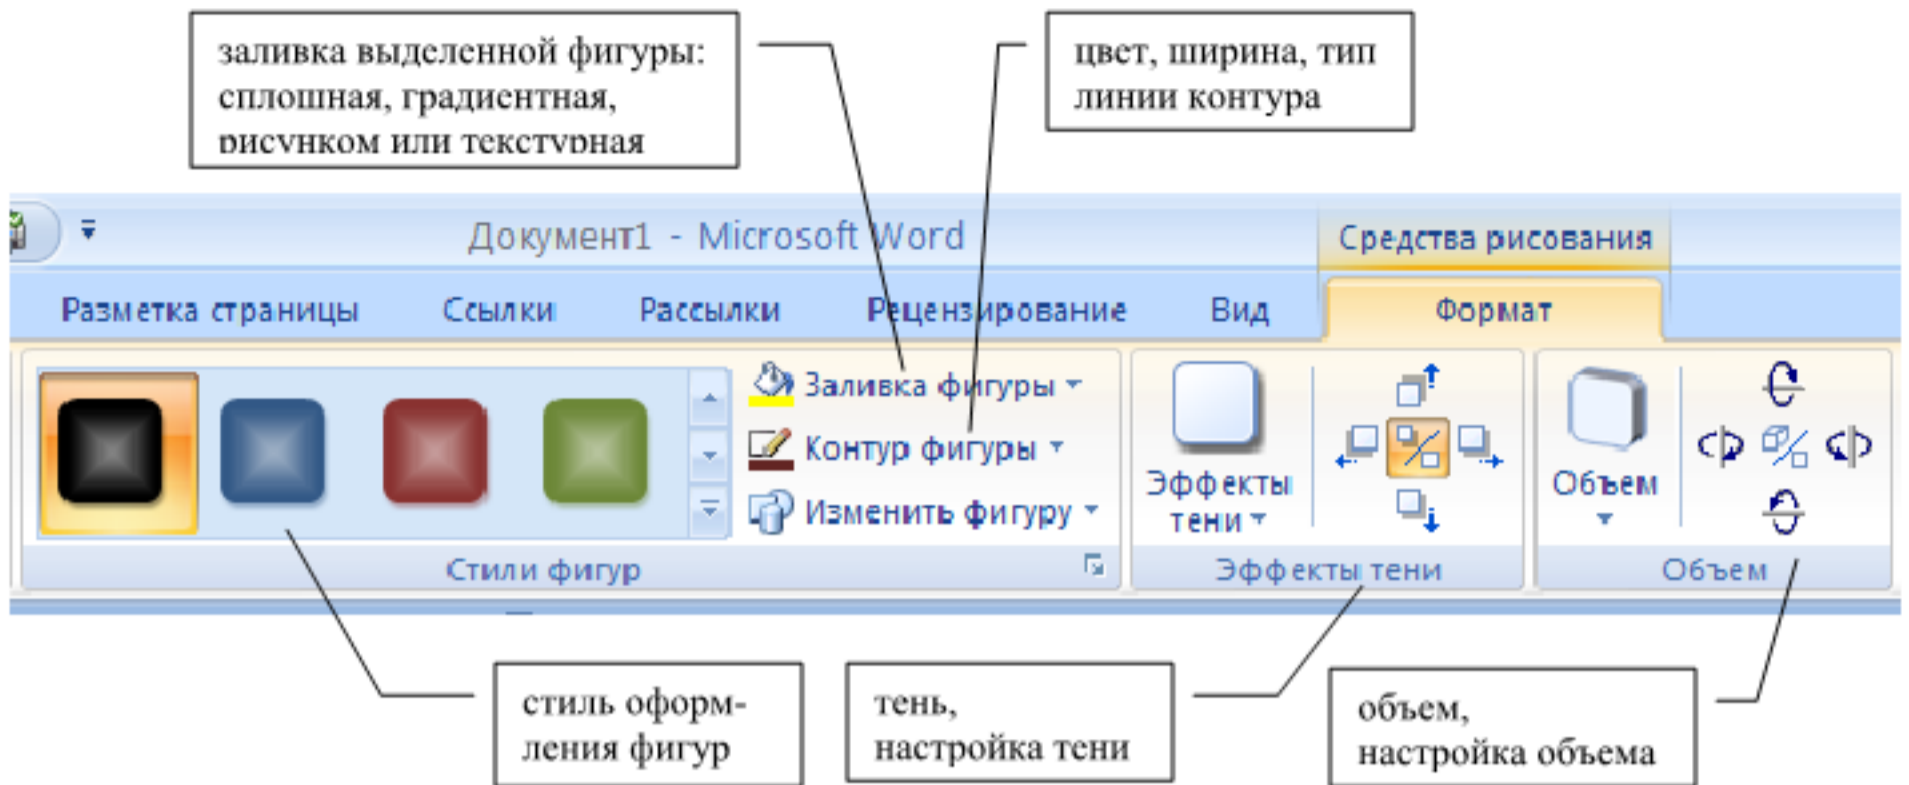 заливка выделенной фигуры:
сплошная, градиентная,
рисунком или текстурная
цвет, ширина, тип
линии контура
Документ1 - Microsoft Word
Средства рисования
Разметка страницы Ссылки Рассылки Рецензирование Вид Формат
Заливка фигуры
Контур фигуры
Изменить фигуру
Стили фигур
Эффекты
тени
Эффекты тени
Объем
Объем
стиль оформ-
ления фигур
тень,
настройка тени
объем,
настройка объема